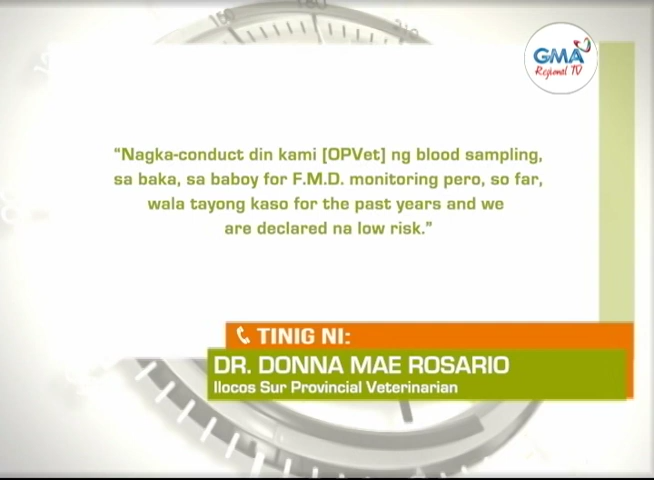 GMA
Regional TV
"Nagka-conduct din kami [OPVet] ng blood sampling,
sa baka, sa baboy for F.M.D. monitoring pero, so far,
wala tayong kaso for the past years and we
are declared na low risk."
TINIG NI:
DR. DONNA MAE ROSARIO
Ilocos Sur Provincial Veterinarian